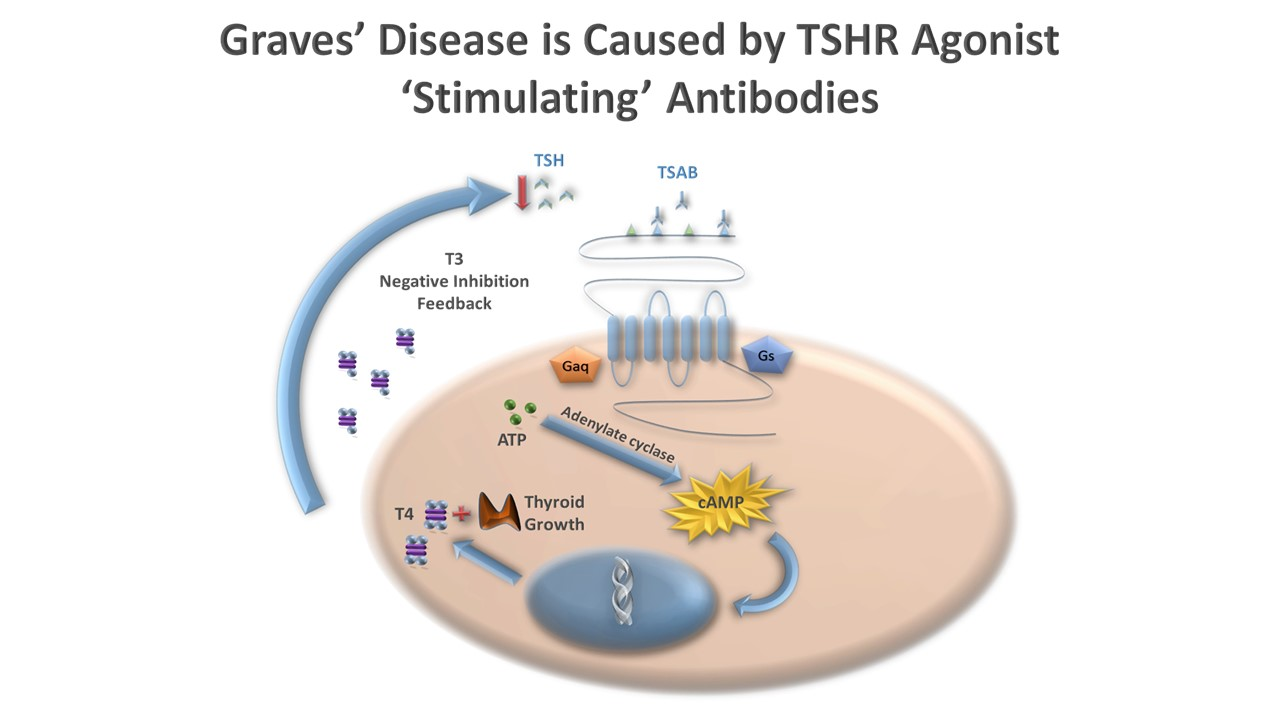 Graves’ Disease is Caused by TSHR Agonist
‘Stimulating’ Antibodies
TSH
TSAB
T3
Negative Inhibition
Feedback
Gaq
Gs
ATP
Adenylate cyclase
cAMP
T4
Thyroid
Growth